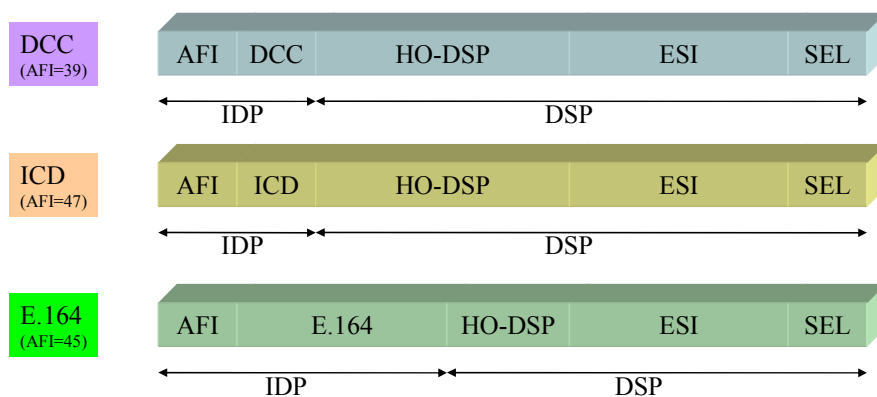 DCC
(AFI=39)
AFI DCC HO-DSP ESI SEL
IDP DSP
ICD
(AFI=47)
AFI ICD HO-DSP ESI SEL
IDP DSP
E.164
(AFI=45)
AFI E.164 HO-DSP ESI SEL
IDP DSP